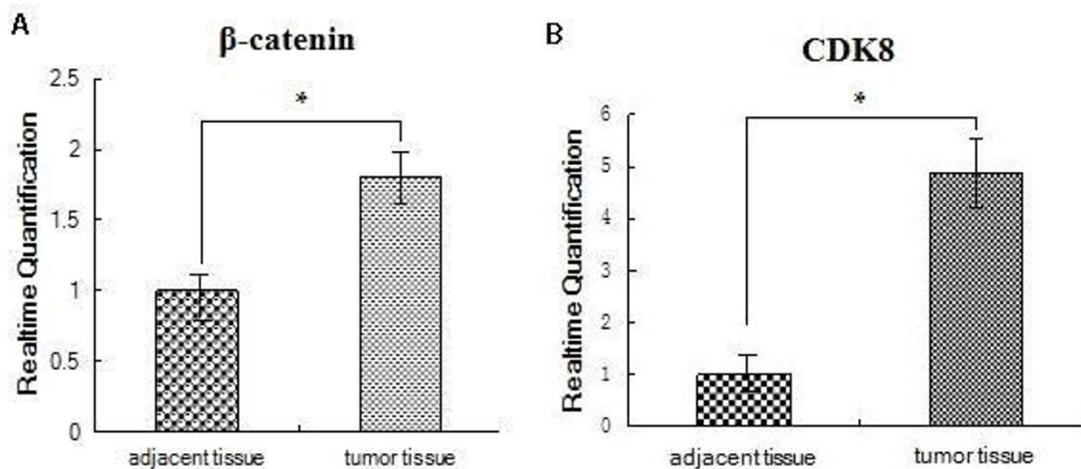 A
β-catenin
Realtime Quantification
2.5
2
1.5
1
0.5
0
*
adjacent tissue
tumor tissue
B
CDK8
Realtime Quantification
6
5
4
3
2
1
0
*
adjacent tissue
tumor tissue